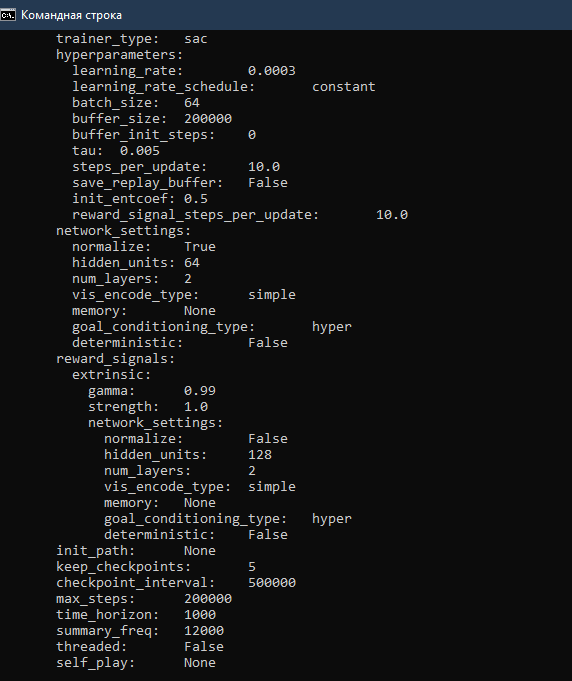 Командная строка
trainer_type: sac
hyperparameters:
learning_rate: 0.0003
learning_rate_schedule: constant
batch_size: 64
buffer_size: 200000
buffer_init_steps: 0
tau: 0.005
steps_per_update: 10.0
save_replay_buffer: False
init_entcoef: 0.5
reward_signal_steps_per_update: 10.0
network_settings:
normalize: True
hidden_units: 64
num_layers: 2
vis_encode_type: simple
memory: None
goal_conditioning_type: hyper
deterministic: False
reward_signals:
extrinsic:
gamma: 0.99
strength: 1.0
network_settings:
normalize: False
hidden_units: 128
num_layers: 2
vis_encode_type: simple
memory: None
goal_conditioning_type: hyper
deterministic: False
init_path: None
keep_checkpoints: 5
checkpoint_interval: 500000
max_steps: 200000
time_horizon: 1000
summary_freq: 12000
threaded: False
self_play: None